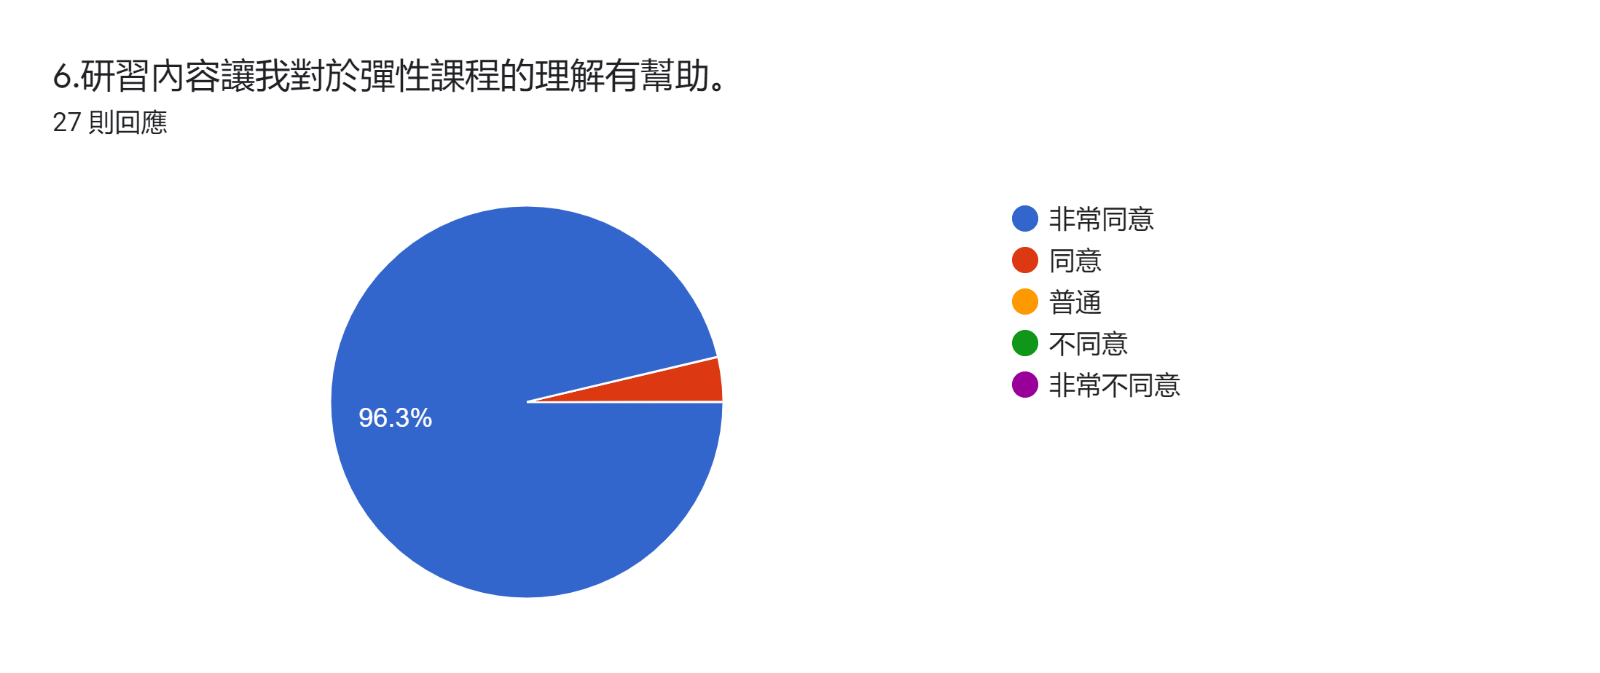 6.研習內容讓我對於彈性課程的理解有幫助。
27 則回應
96.3%
非常同意
同意
普通
不同意
非常不同意